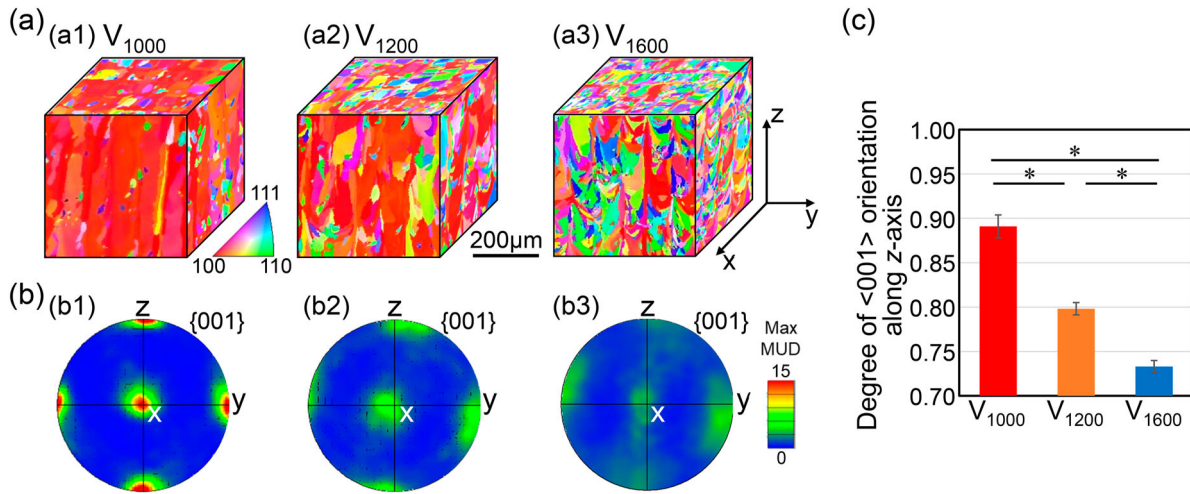 (a)
(a1) V1000
(a2) V1200
(a3) V1600
111
100
110
200μm
z
y
x
(b)
(b1)
z
{001}
x
(b2)
z
{001}
y
x
(b3)
z
{001}
y
x
y
Max
MUD
15
0
(c)
Degree of <001> orientation
along z-axis
1.00
0.95
0.90
0.85
0.80
0.75
0.70
*
*
*
V1000
V1200
V1600